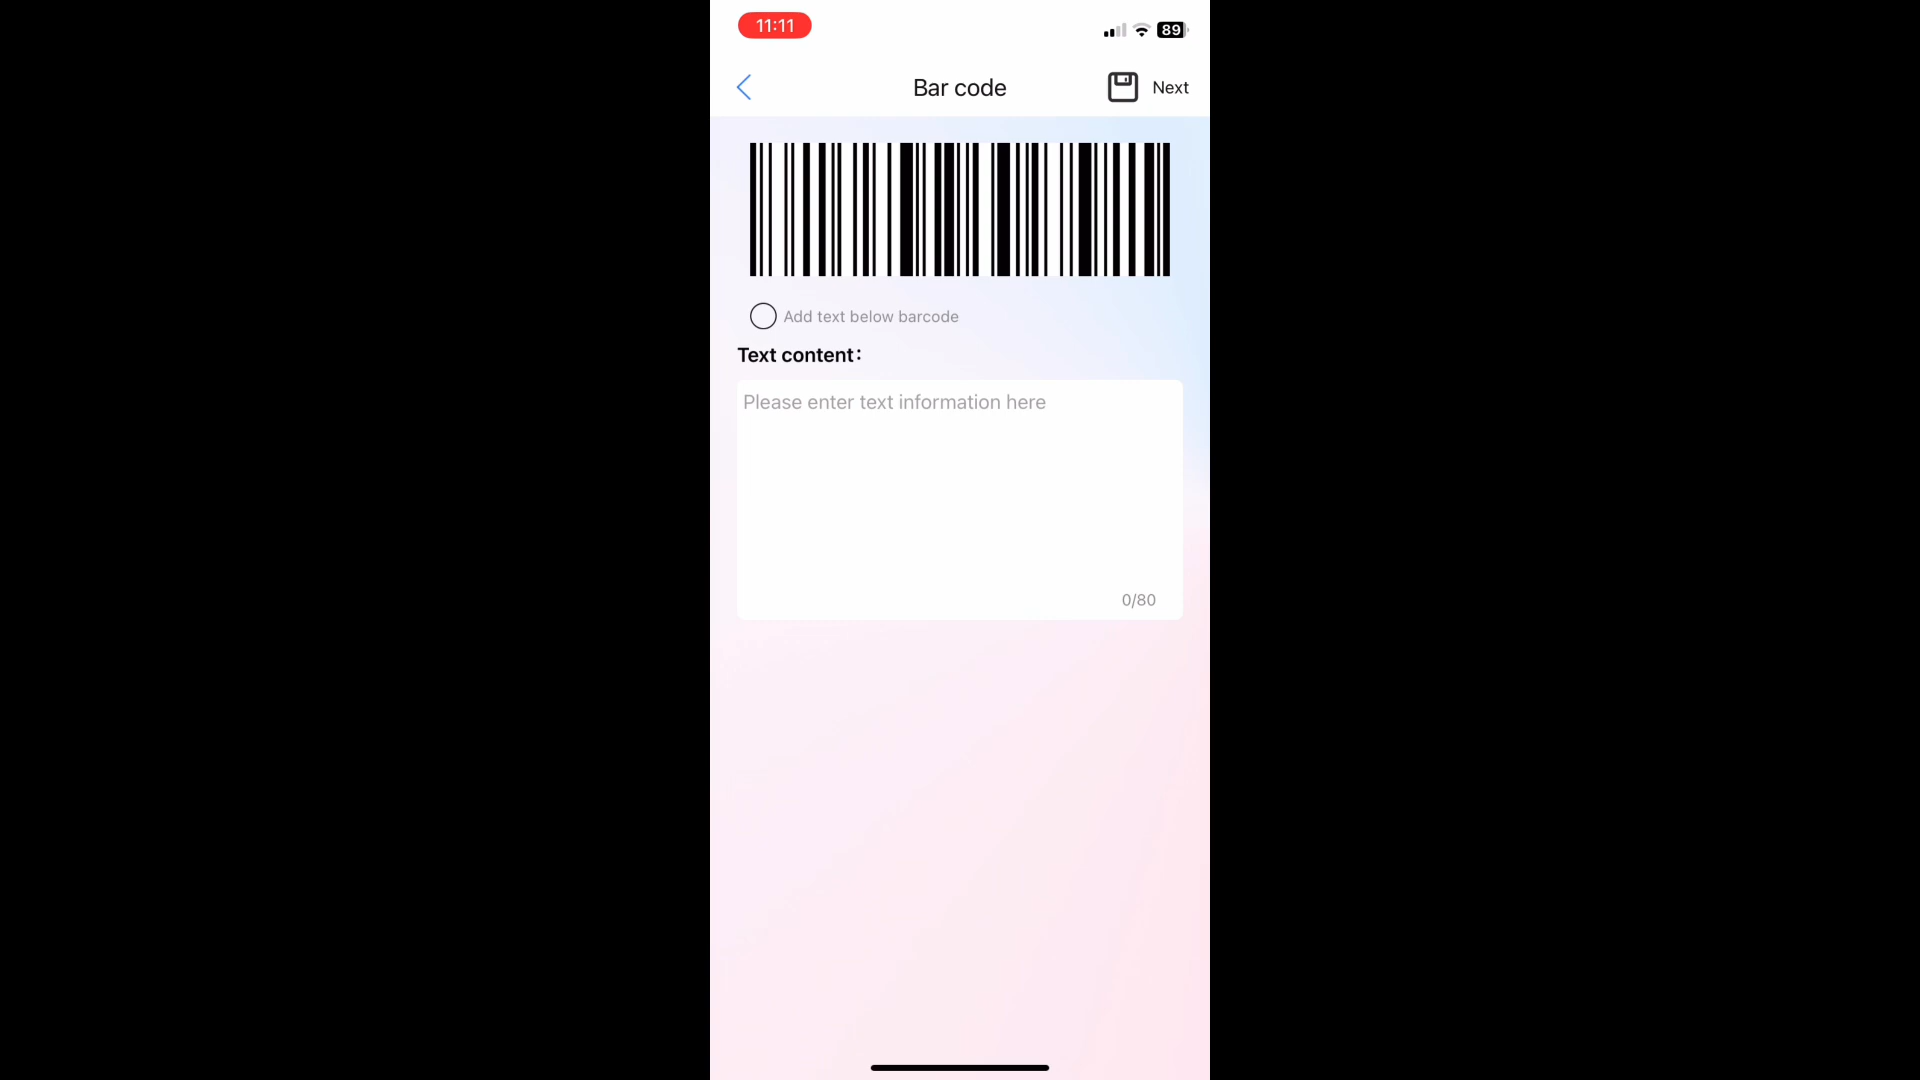 11:11
89
Bar code
Next
Add text below barcode
Text content:
Please enter text information here
0/80